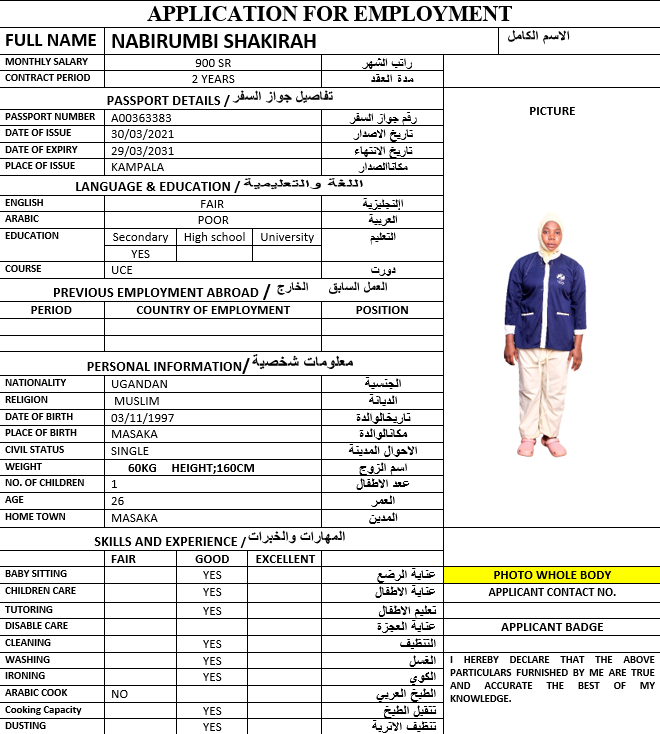 APPLICATION FOR EMPLOYMENT
FULL NAME NABIRUMBI SHAKIRAH الاسم الكامل
MONTHLY SALARY 900 SR راتب الشهر
CONTRACT PERIOD 2 YEARS مدة العقد
PASSPORT DETAILS / تفاصيل جواز السفر
PICTURE
PASSPORT NUMBER A00363383 رقم جواز السفر
DATE OF ISSUE 30/03/2021 تاريخ الاصدار
DATE OF EXPIRY 29/03/2031 تاريخ الانتهاء
PLACE OF ISSUE KAMPALA مكاناالصدار
LANGUAGE & EDUCATION / اللغة والتعليمية
ENGLISH FAIR اإلنجليزية
ARABIC POOR العربية
EDUCATION Secondary High school University التعليم
YES
COURSE UCE دورت
PREVIOUS EMPLOYMENT ABROAD / العمل السابق الخارج
PERIOD COUNTRY OF EMPLOYMENT POSITION
PERSONAL INFORMATION/ معلومات شخصية
NATIONALITY UGANDAN الجنسية
RELIGION MUSLIM الديانة
DATE OF BIRTH 03/11/1997 تاريخالوالدة
PLACE OF BIRTH MASAKA مكانالوالدة
CIVIL STATUS SINGLE الاحوال المدينة
WEIGHT 60KG HEIGHT;160CM اسم الزوج
NO. OF CHILDREN 1 عدد الاطفال
AGE 26 العمر
HOME TOWN MASAKA المدين
SKILLS AND EXPERIENCE / المهارات والخبرات
FAIR GOOD EXCELLENT
BABY SITTING YES عناية الرضع
PHOTO WHOLE BODY
CHILDREN CARE YES عناية الاطفال
APPLICANT CONTACT NO.
TUTORING YES تعليم الاطفال
DISABLE CARE عناية العجزة
APPLICANT BADGE
CLEANING YES التنظيف
WASHING YES الغسل
IRONING YES الكوي
ARABIC COOK NO الطبخ العربي
Cooking Capacity YES تتقبل الطبخ
DUSTING YES تنظيف الاتربة
I HEREBY DECLARE THAT THE ABOVE
PARTICULARS FURNISHED BY ME ARE TRUE
AND ACCURATE THE BEST OF MY
KNOWLEDGE.